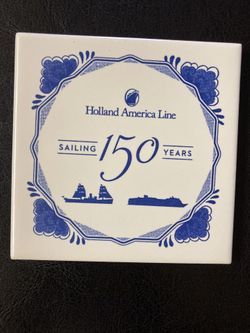 Holland America Line
SAILING 150 YEARS